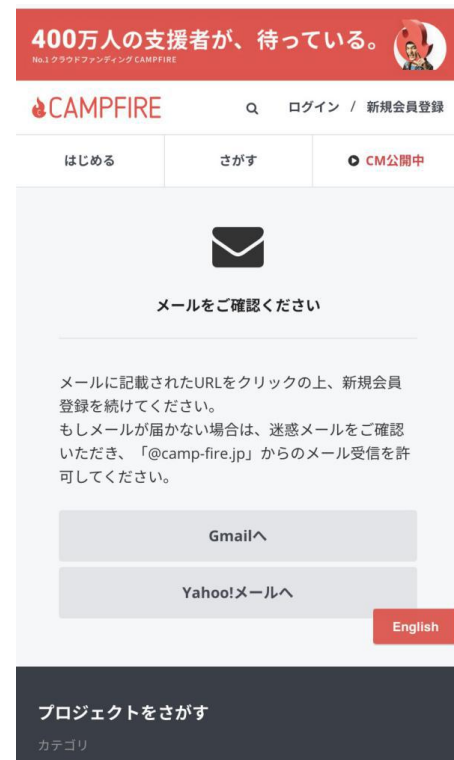 400万人の支援者が、待っている。
No.1 クラウドファンディング CAMPFIRE
CAMPFIRE
ログイン / 新規会員登録
はじめる
さがす
CM公開中
メールをご確認ください
メールに記載されたURLをクリックの上、新規会員
登録を続けてください。
もしメールが届かない場合は、迷惑メールをご確認
いただき、「@camp-fire.jp」からのメール受信を許
可してください。
Gmailへ
Yahoo!メールへ
English
プロジェクトをさがす
カテゴリ